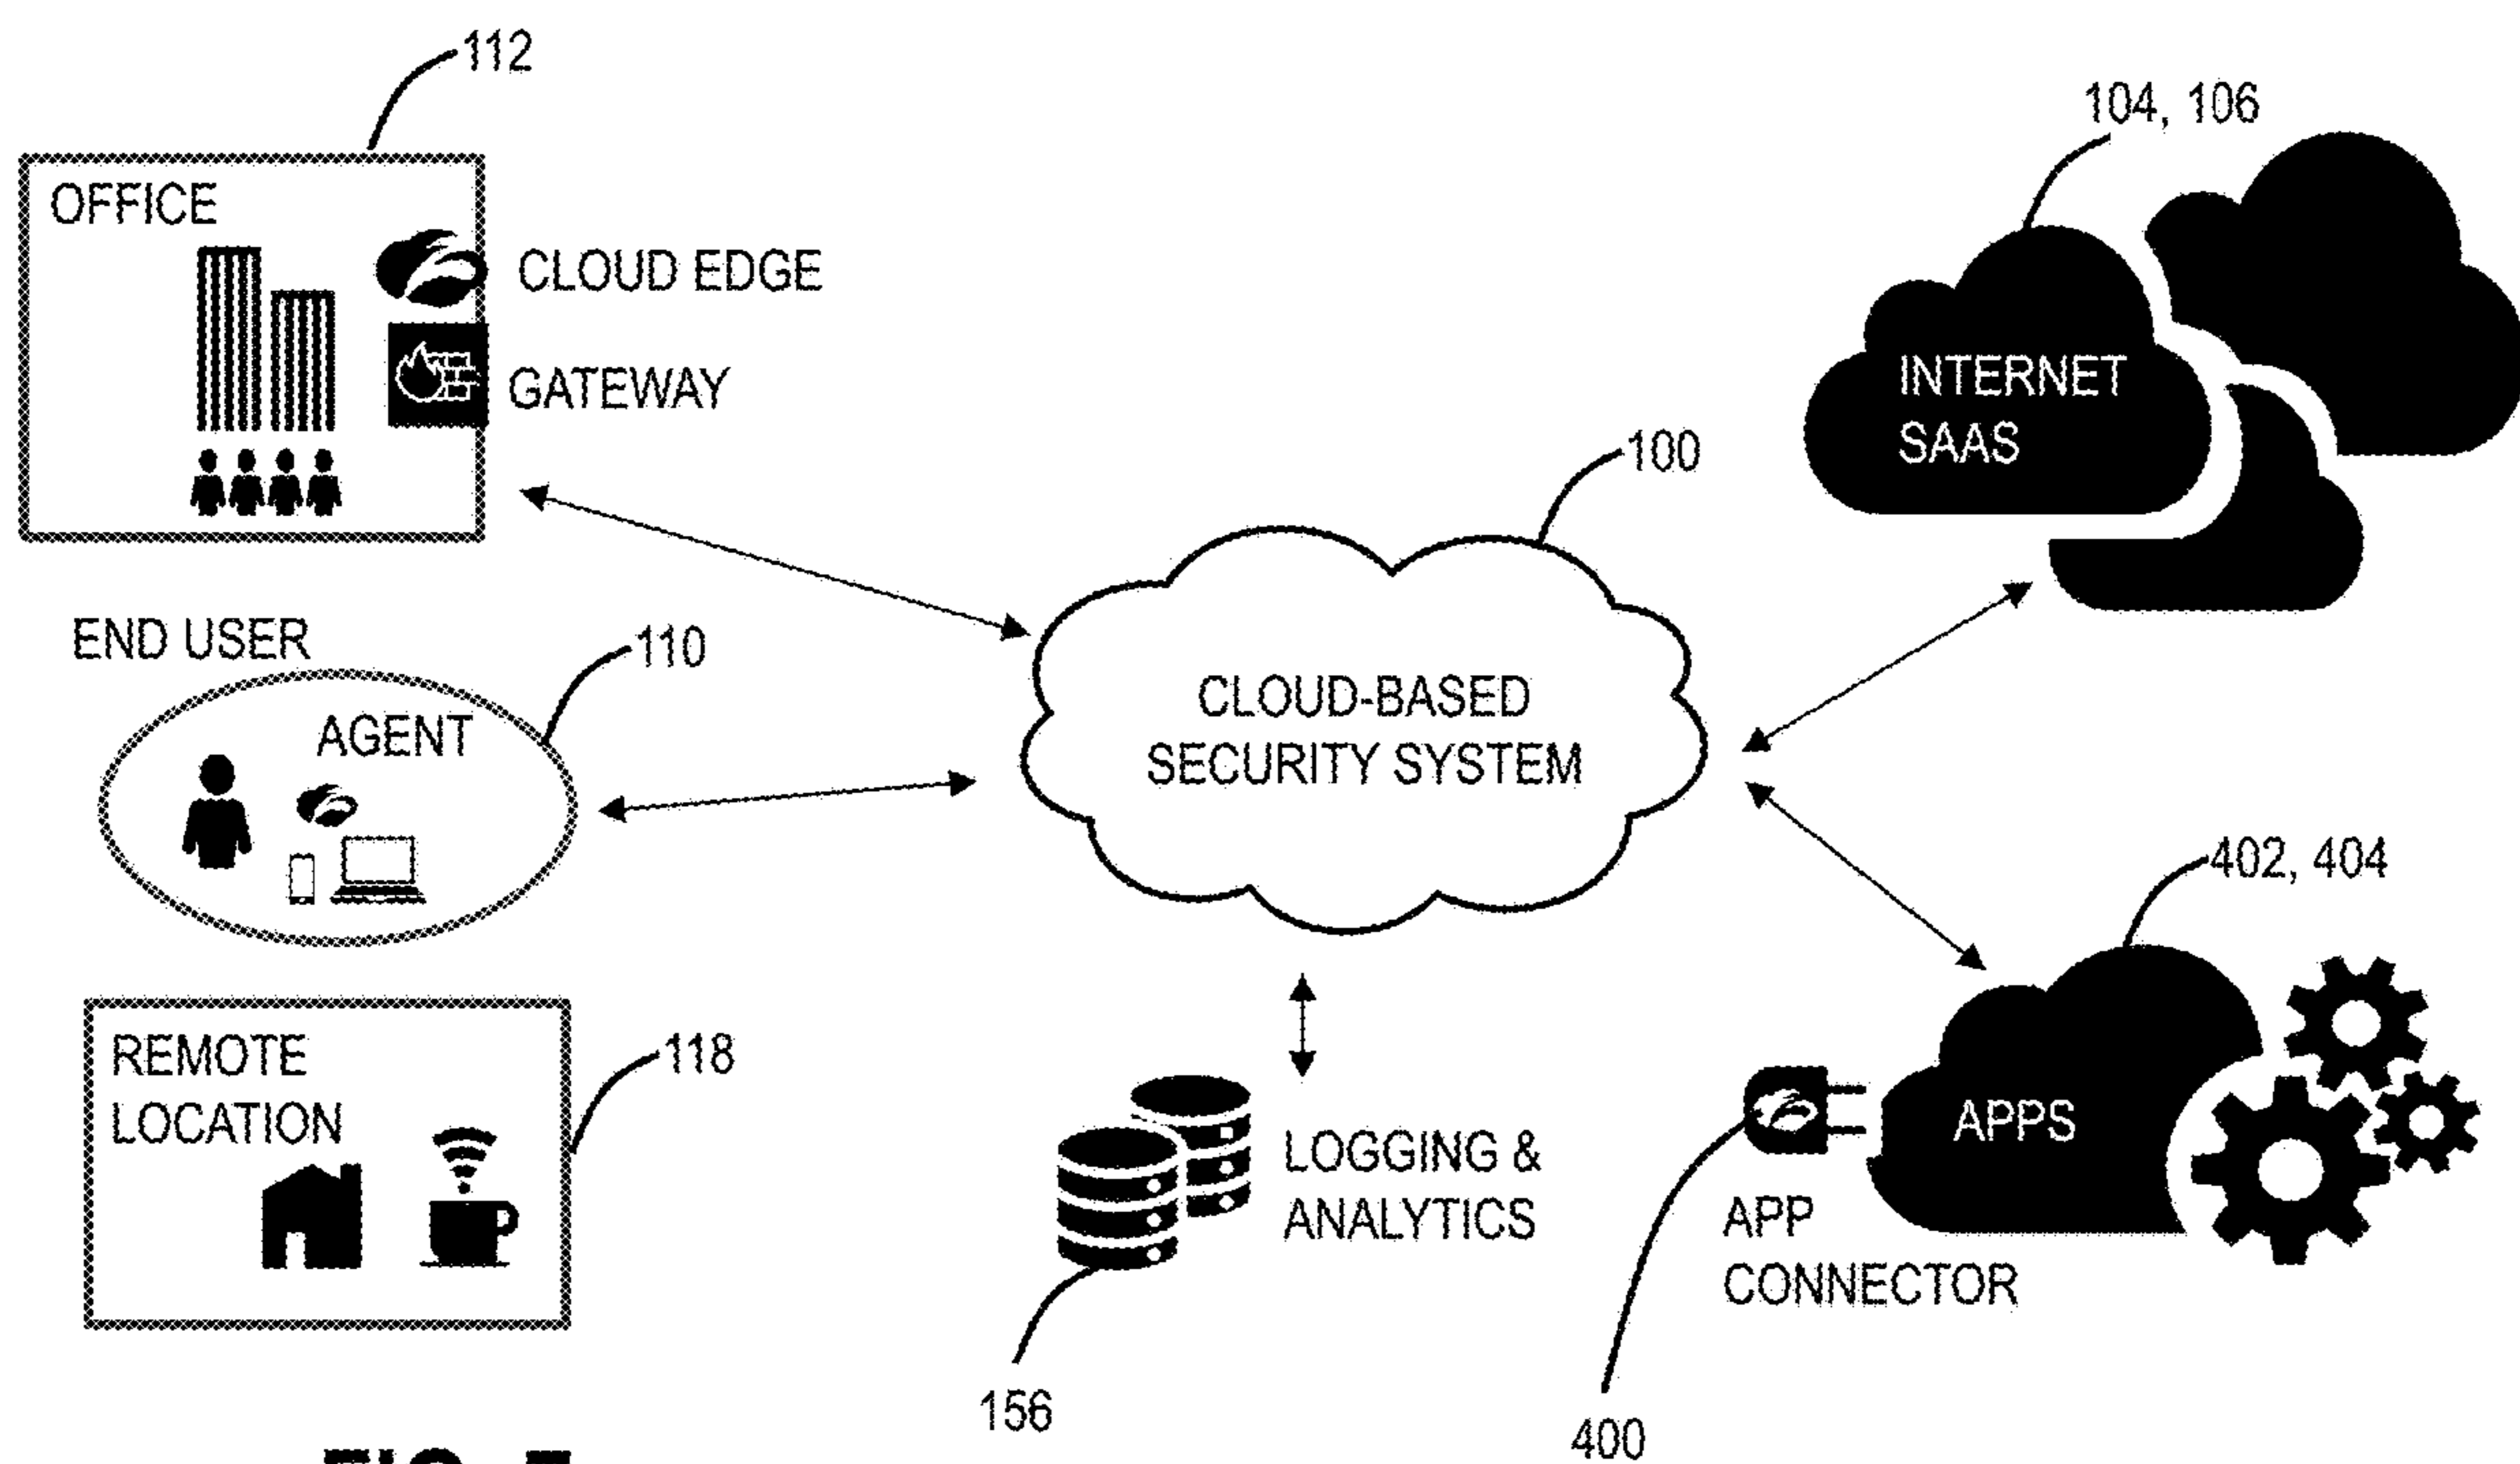 112
OFFICE
CLOUD EDGE
GATEWAY
104, 106
INTERNET
SAAS
100
CLOUD-BASED
SECURITY SYSTEM
END USER
110
AGENT
REMOTE
LOCATION
118
LOGGING &
ANALYTICS
156
402, 404
APPS
APP
CONNECTOR
400